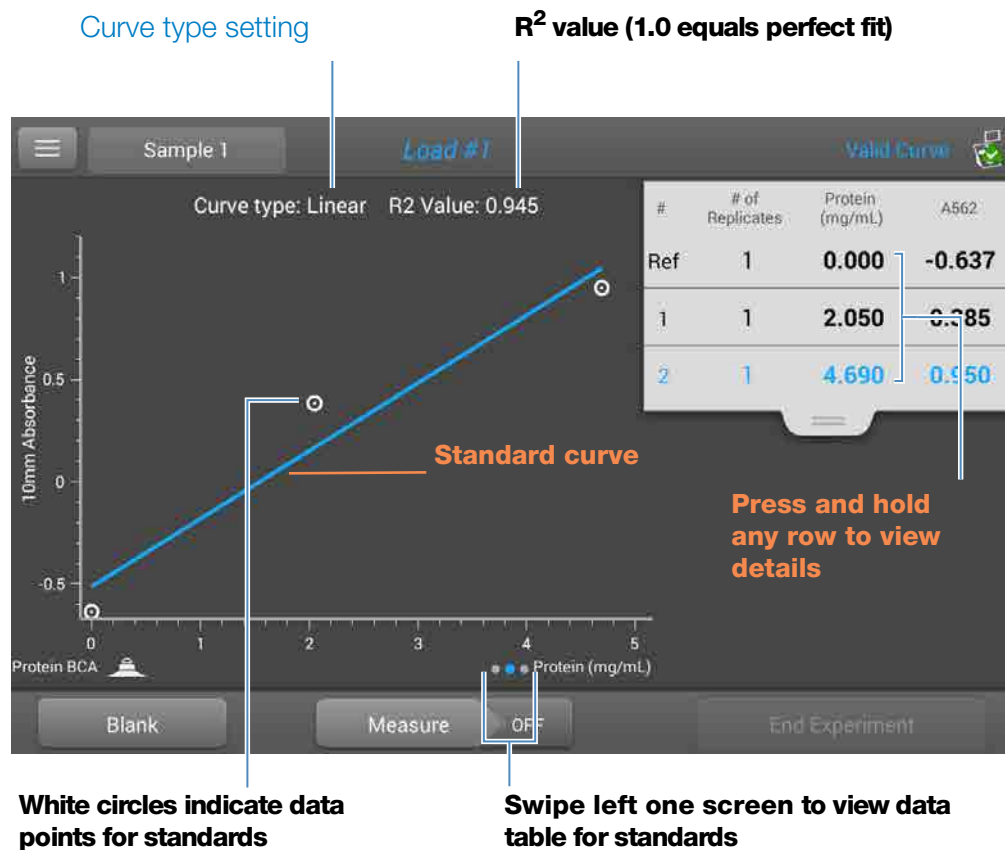 Curve type setting
R2 value (1.0 equals perfect fit)
Sample 1
Load #1
Valid Curve
Curve type: Linear R2 Value: 0.945
# # of Replicates Protein (mg/mL) A562
Ref 1 0.000 -0.637
1 1 2.050 0.385
2 1 4.690 0.950
1
0.5
0
-0.5
10mm Absorbance
Standard curve
Press and hold
any row to view
details
0 1 2 3 4 5
Protein BCA
Protein (mg/mL)
Blank
Measure
OFF
End Experiment
White circles indicate data
points for standards
Swipe left one screen to view data
table for standards